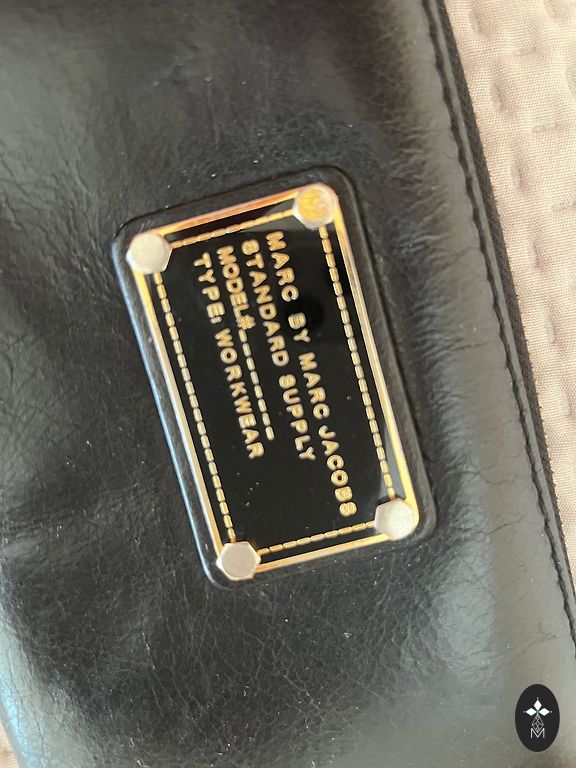 MARC BY MARC JACOBS
STANDARD SUPPLY
MODEL#--------
TYPE: WORKWEAR
M